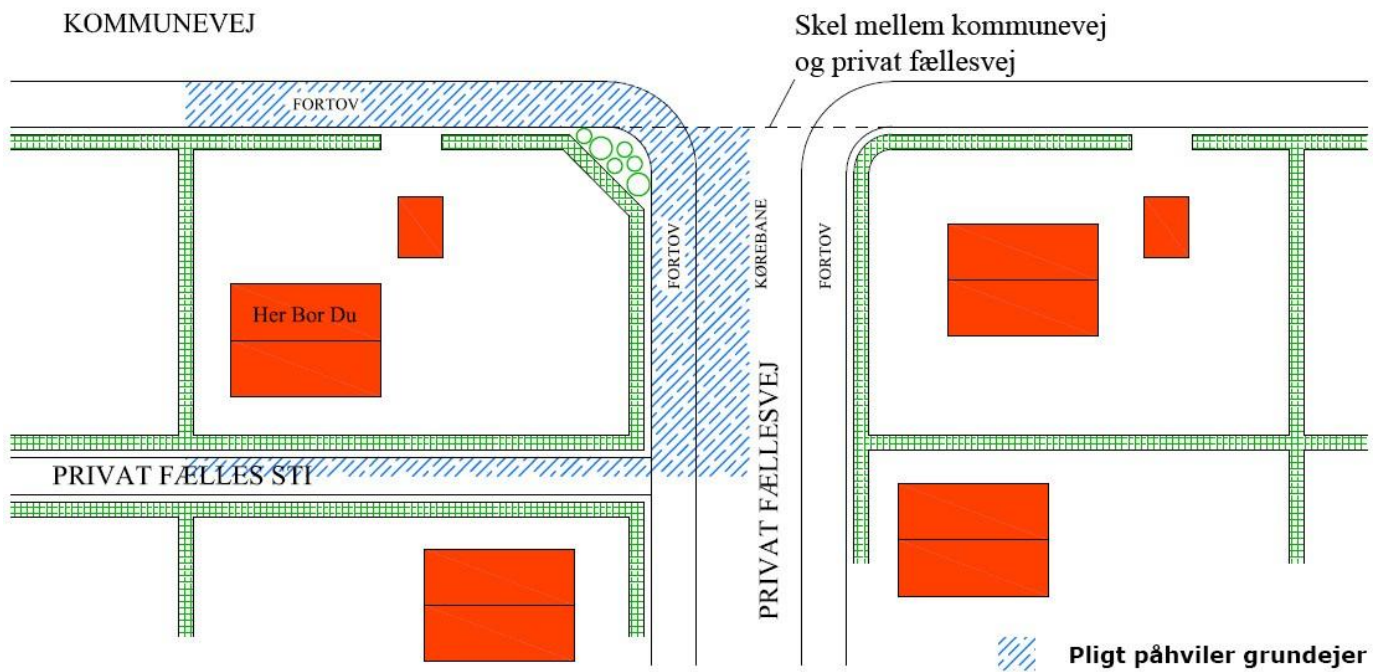 KOMMUNEVEJ
Skel mellem kommunevej
og privat fællesvej
FORTOV
FORTOV
KØREBANE
FORTOV
Her Bor Du
PRIVAT FÆLLESVEJ
PRIVAT FÆLLES STI
Pligt påhviler grundejer